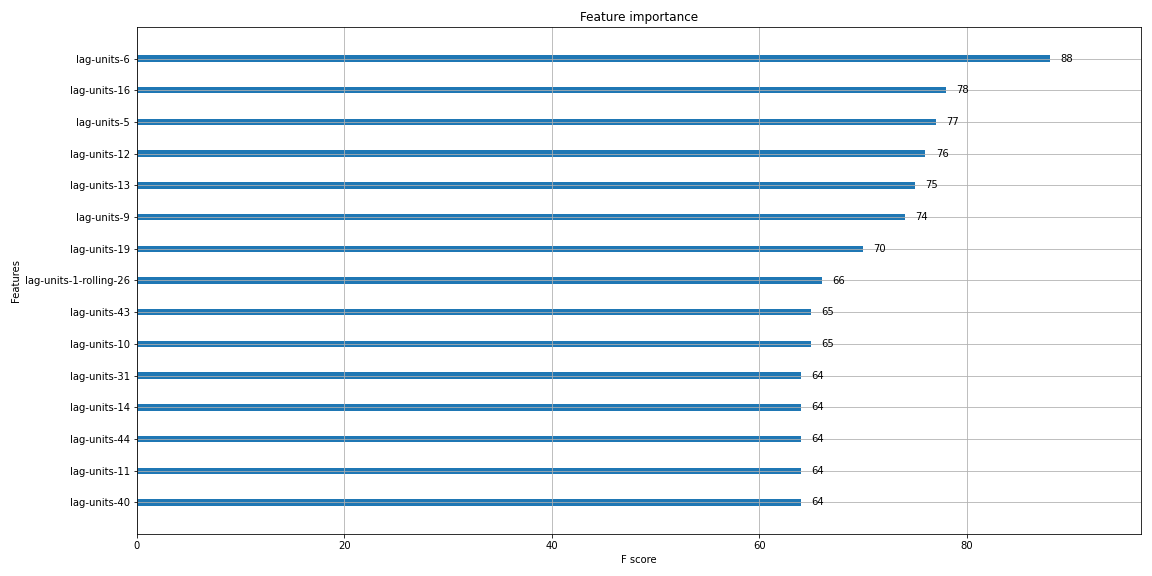 Feature importance
lag-units-6 88
lag-units-16 78
lag-units-5 77
lag-units-12 76
lag-units-13 75
lag-units-9 74
lag-units-19 70
lag-units-1-rolling-26 66
lag-units-43 65
lag-units-10 65
lag-units-31 64
lag-units-14 64
lag-units-44 64
lag-units-11 64
lag-units-40 64
Features
0 20 40 60 80
F score